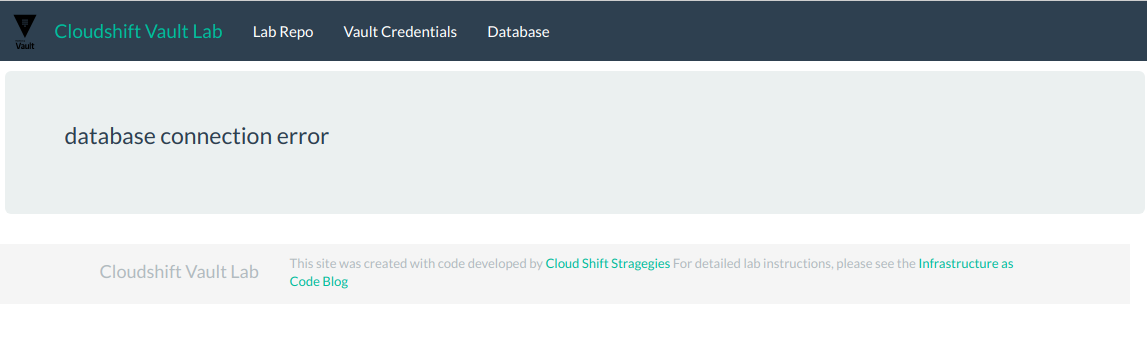 Vault
Cloudshift Vault Lab Lab Repo Vault Credentials Database
database connection error
Cloudshift Vault Lab
This site was created with code developed by Cloud Shift Stragegies For detailed lab instructions, please see the Infrastructure as
Code Blog